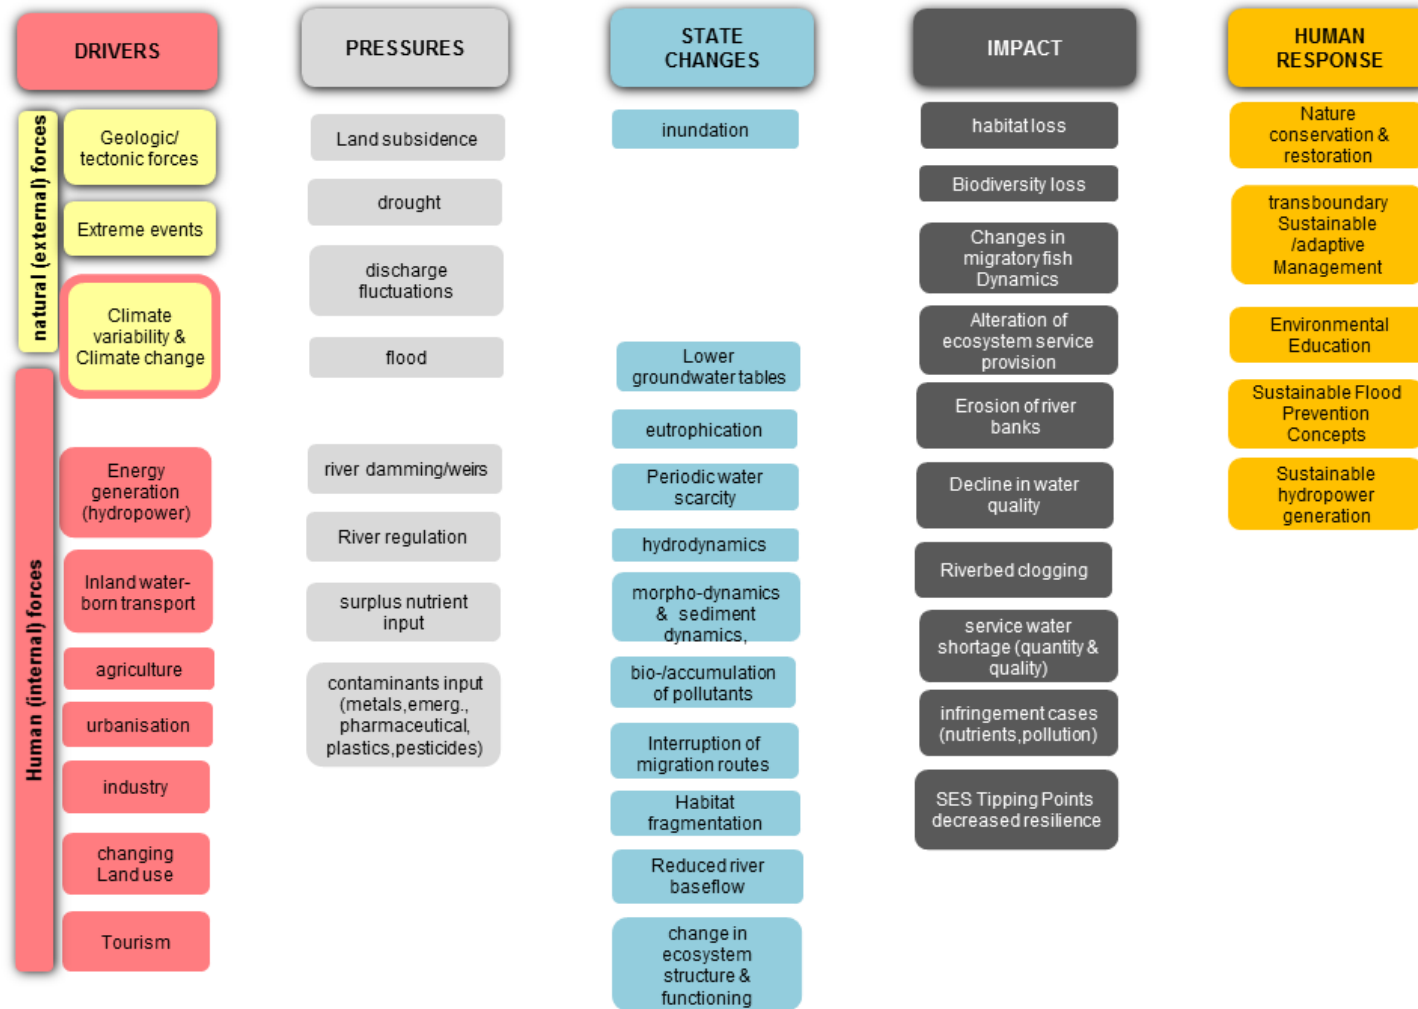 DRIVERS
natural (external) forces
Geologic/
tectonic forces
Extreme events
Climate
variability &
Climate change
Human (internal) forces
Energy
generation
(hydropower)
Inland water-
born transport
agriculture
urbanisation
industry
changing
Land use
Tourism
PRESSURES
Land subsidence
drought
discharge
fluctuations
flood
river damming/weirs
River regulation
surplus nutrient
input
contaminants input
(metals,emerg.,
pharmaceutical,
plastics,pesticides)
STATE
CHANGES
inundation
Lower
groundwater tables
eutrophication
Periodic water
scarcity
hydrodynamics
morpho-dynamics
& sediment
dynamics,
bio-/accumulation
of pollutants
Interruption of
migration routes
Habitat
fragmentation
Reduced river
baseflow
change in
ecosystem
structure &
functioning
IMPACT
habitat loss
Biodiversity loss
Changes in
migratory fish
Dynamics
Alteration of
ecosystem service
provision
Erosion of river
banks
Decline in water
quality
Riverbed clogging
service water
shortage (quantity &
quality)
infringement cases
(nutrients,pollution)
SES Tipping Points
decreased resilience
HUMAN
RESPONSE
Nature
conservation &
restoration
transboundary
Sustainable
/adaptive
Management
Environmental
Education
Sustainable Flood
Prevention
Concepts
Sustainable
hydropower
generation